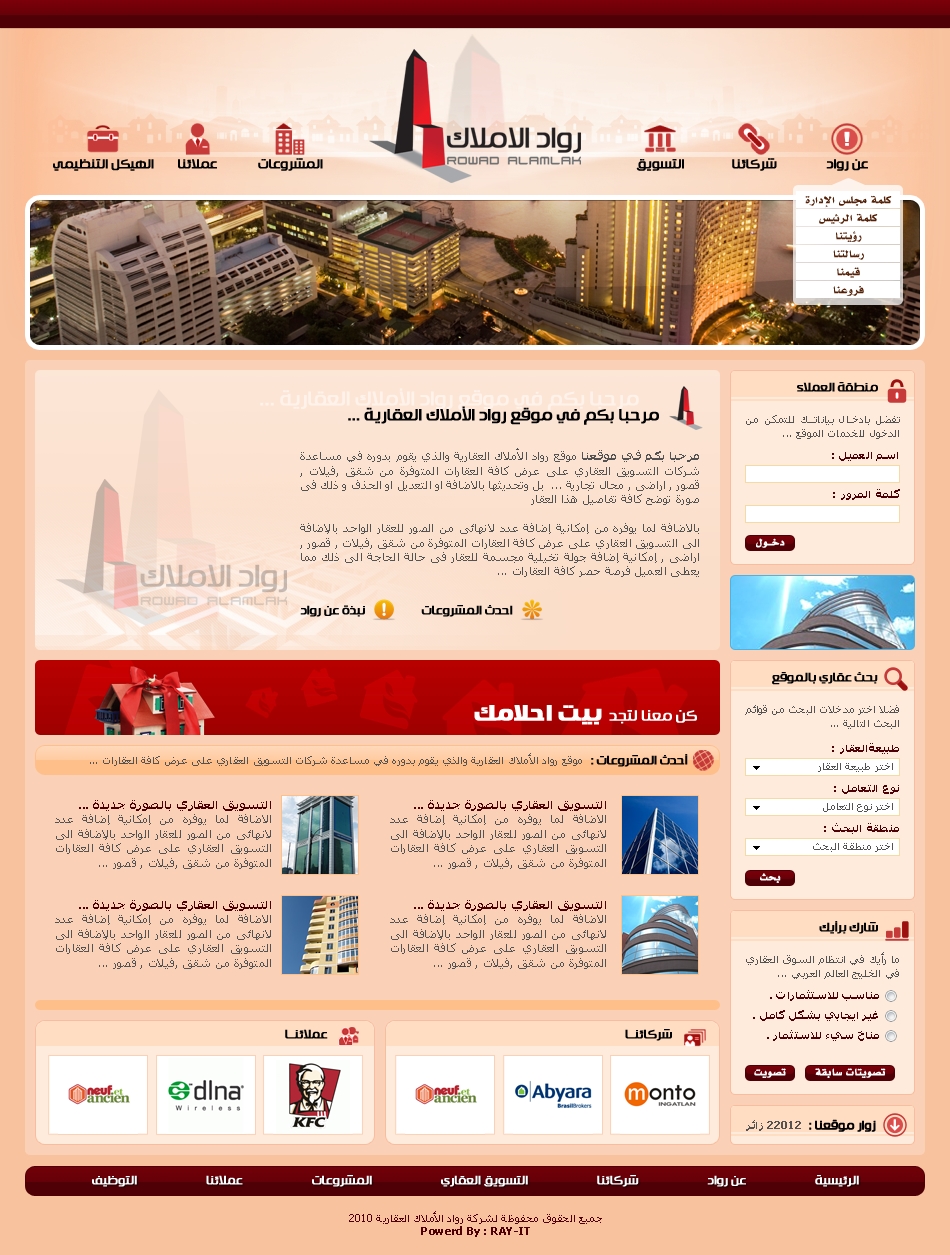 عن رواد
شركائنا
التسويق
رواد الاملاك
ROWAD ALAMLAK
المشروعات
عملائنا
الهيكل التنظيمي
كلمة مجلس الإدارة
كلمة الرئيس
رؤيتنا
رسالتنا
قيمنا
فروعنا
منطقة العملاء
تفضل بادخال بياناتك للتمكن من
الدخول للخدمات الموقع ...
اسم العميل :
كلمة المرور :
دخول
مرحبا بكم في موقع رواد الأملاك العقارية ...
مرحبا بكم في موقع رواد الأملاك العقارية ...
مرحبا بكم في موقعنا موقع رواد الأملاك العقارية والذي يقوم بدوره في مساعدة
شركات التسويق العقاري على عرض كافة العقارات المتوفرة من شقق ,فيلات ,
قصور , اراضى , محال تجارية ... بل وتحديثها بالاضافة او التعديل او الحذف و ذلك فى
صورة توضح كافة تفاصيل هذا العقار
بالاضافة لما يوفره من إمكانية إضافة عدد لانهائى من الصور للعقار الواحد بالإضافة
الى التسويق العقاري على عرض كافة العقارات المتوفرة من شقق ,فيلات , قصور ,
اراضى , إمكانية إضافة جولة تخيلية مجسمة للعقار فى حالة الحاجة الى ذلك مما
يعطى العميل فرصة حصر كافة العقارات ...
احدث المشروعات
نبذة عن رواد
رواد الاملاك
ROWAD ALAMLAK
كن معنا لتجد بيت احلامك
بحث عقاري بالموقع
فضلا اختر مدخلات البحث من قوائم
البحث التالية ...
طبيعةالعقار :
اختر طبيعة العقار
نوع التعامل :
اختر نوع التعامل
منطقة البحث :
اختر منطقة البحث
بحث
أحدث المشروعات : موقع رواد الأملاك العقارية والذي يقوم بدوره في مساعدة شركات التسويق العقاري على عرض كافة العقارات ...
التسويق العقاري بالصورة جديدة ...
الاضافة لما يوفره من إمكانية إضافة عدد
لانهائى من الصور للعقار الواحد بالإضافة الى
التسويق العقاري على عرض كافة العقارات
المتوفرة من شقق ,فيلات , قصور ...
التسويق العقاري بالصورة جديدة ...
الاضافة لما يوفره من إمكانية إضافة عدد
لانهائى من الصور للعقار الواحد بالإضافة الى
التسويق العقاري على عرض كافة العقارات
المتوفرة من شقق ,فيلات , قصور ...
التسويق العقاري بالصورة جديدة ...
الاضافة لما يوفره من إمكانية إضافة عدد
لانهائى من الصور للعقار الواحد بالإضافة الى
التسويق العقاري على عرض كافة العقارات
المتوفرة من شقق ,فيلات , قصور ...
التسويق العقاري بالصورة جديدة ...
الاضافة لما يوفره من إمكانية إضافة عدد
لانهائى من الصور للعقار الواحد بالإضافة الى
التسويق العقاري على عرض كافة العقارات
المتوفرة من شقق ,فيلات , قصور ...
شارك برأيك
ما رأيك في انتظام السوق العقاري
في الخليج العالم العربي ...
مناسب للاستثمارات .
غير ايجابي بشكل كامل .
مناخ سيء للاستثمار .
تصويتات سابقة
تصويت
زوار موقعنا : 22012 زائر
شركائنا
monto
INGATLAN
Abyara
BrasilBrokers
neuf et
ancien
عملائنا
KFC
dlna
Wireless
neuf et
ancien
الرئيسية
عن رواد
شركائنا
التسويق العقاري
المشروعات
عملائنا
التوظيف
جميع الحقوق محفوظة لشركة رواد الأملاك العقارية 2010
Powerd By : RAY-IT